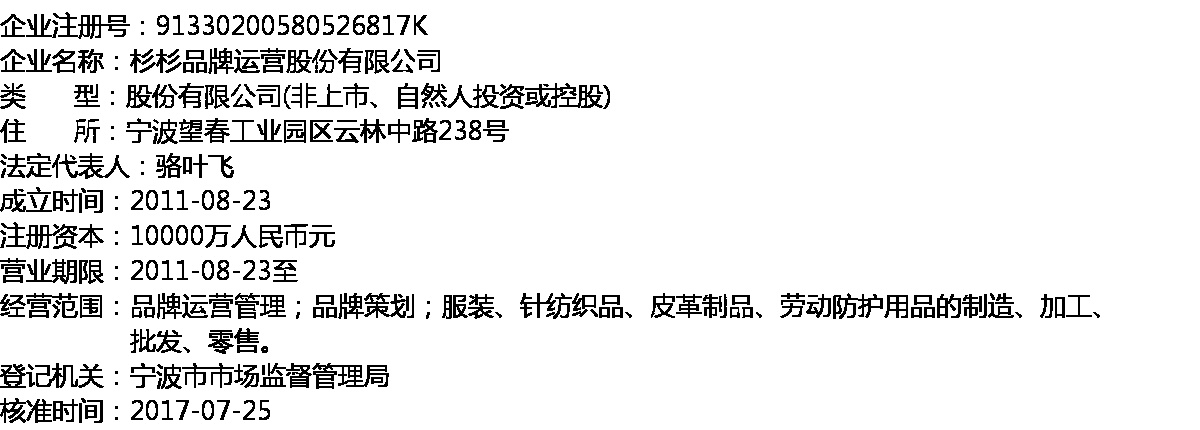 企业注册号：91330200580526817K
企业名称：杉杉品牌运营股份有限公司
类　　型：股份有限公司(非上市、自然人投资或控股)
住　　所：宁波望春工业园区云林中路238号
法定代表人：骆叶飞
成立时间：2011-08-23
注册资本：10000万人民币元
营业期限：2011-08-23至
经营范围：品牌运营管理；品牌策划；服装、针纺织品、皮革制品、劳动防护用品的制造、加工、
批发、零售。
登记机关：宁波市市场监督管理局
核准时间：2017-07-25